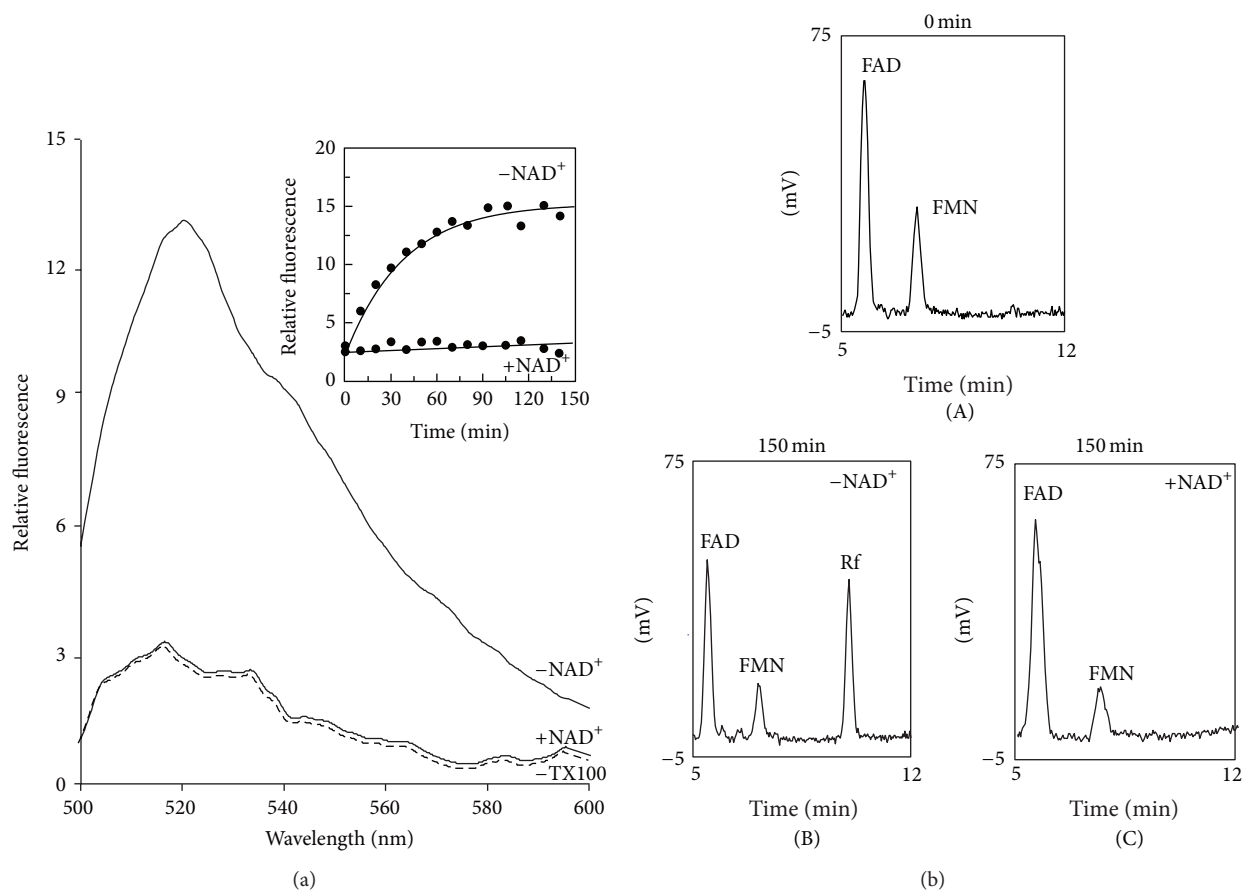 15
12
9
6
3
0
Relative fluorescence
500
520
540
560
580
600
Wavelength (nm)
−NAD⁺
+NAD⁺
−TX100
20
15
10
5
0
Relative fluorescence
−NAD⁺
+NAD⁺
0
30
60
90
120
150
Time (min)
(a)
0 min
75
FAD
FMN
(mV)
−5
5
12
Time (min)
(A)
150 min
75
−NAD⁺
FAD
FMN
Rf
(mV)
−5
5
12
Time (min)
(B)
150 min
75
+NAD⁺
FAD
FMN
(mV)
−5
5
12
Time (min)
(C)
(b)